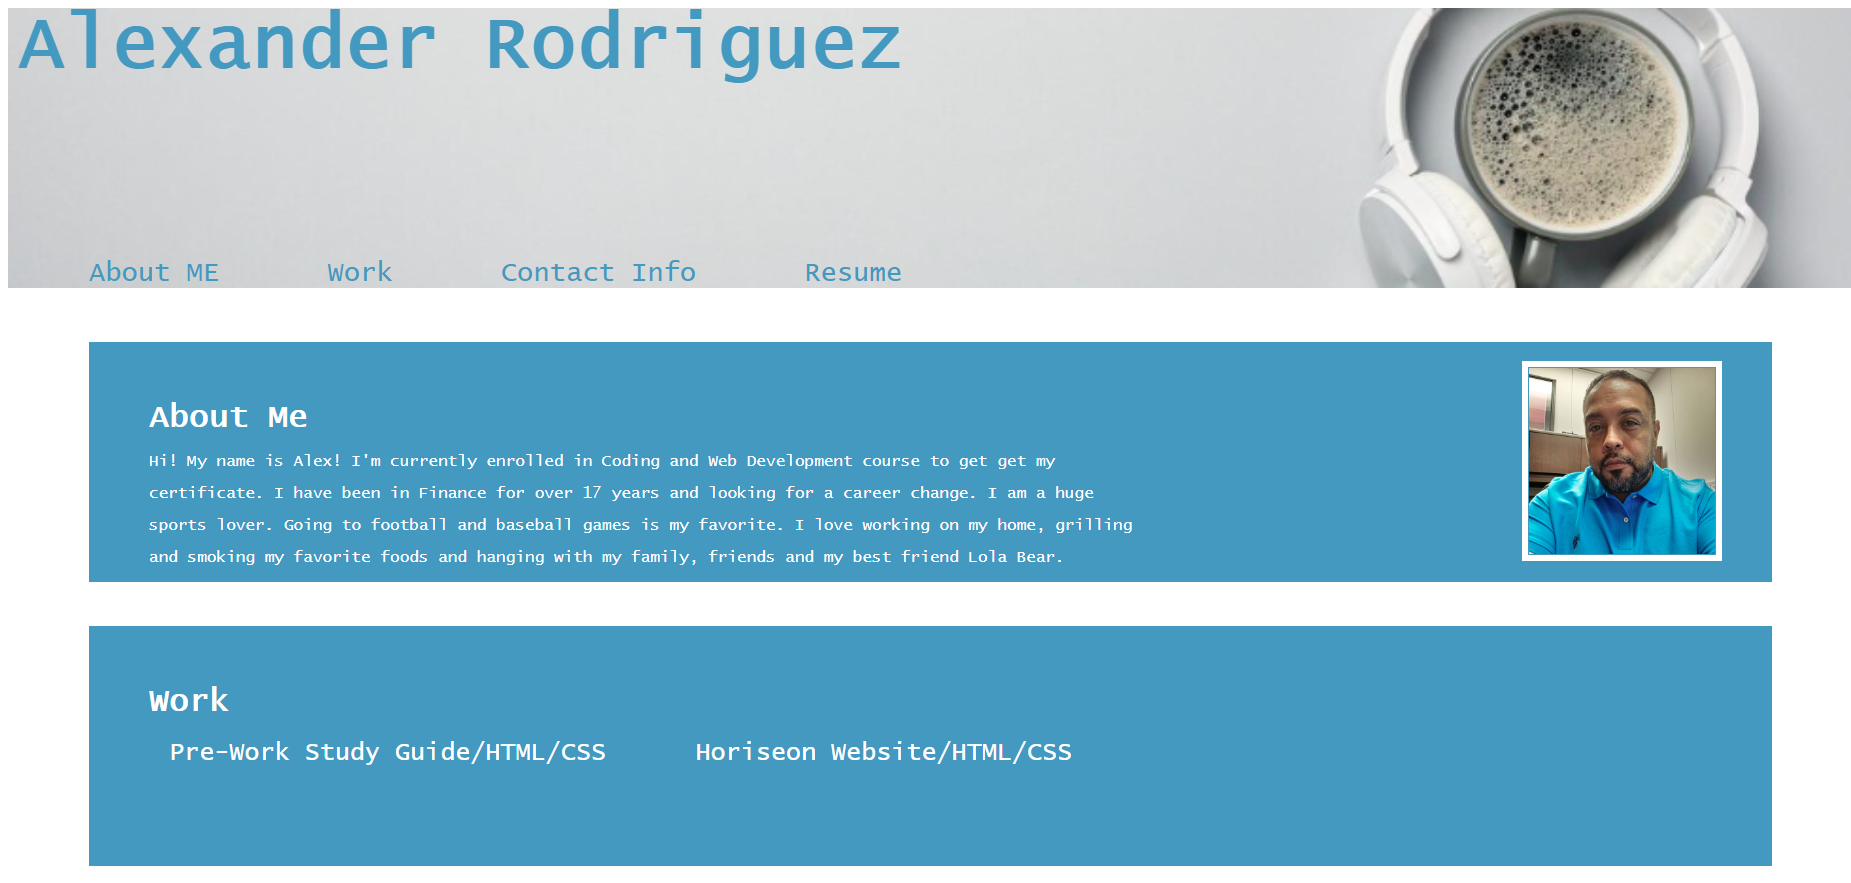 Alexander Rodriguez
About ME Work Contact Info Resume
About Me
Hi! My name is Alex! I'm currently enrolled in Coding and Web Development course to get get my
certificate. I have been in Finance for over 17 years and looking for a career change. I am a huge
sports lover. Going to football and baseball games is my favorite. I love working on my home, grilling
and smoking my favorite foods and hanging with my family, friends and my best friend Lola Bear.
Work
Pre-Work Study Guide/HTML/CSS Horiseon Website/HTML/CSS